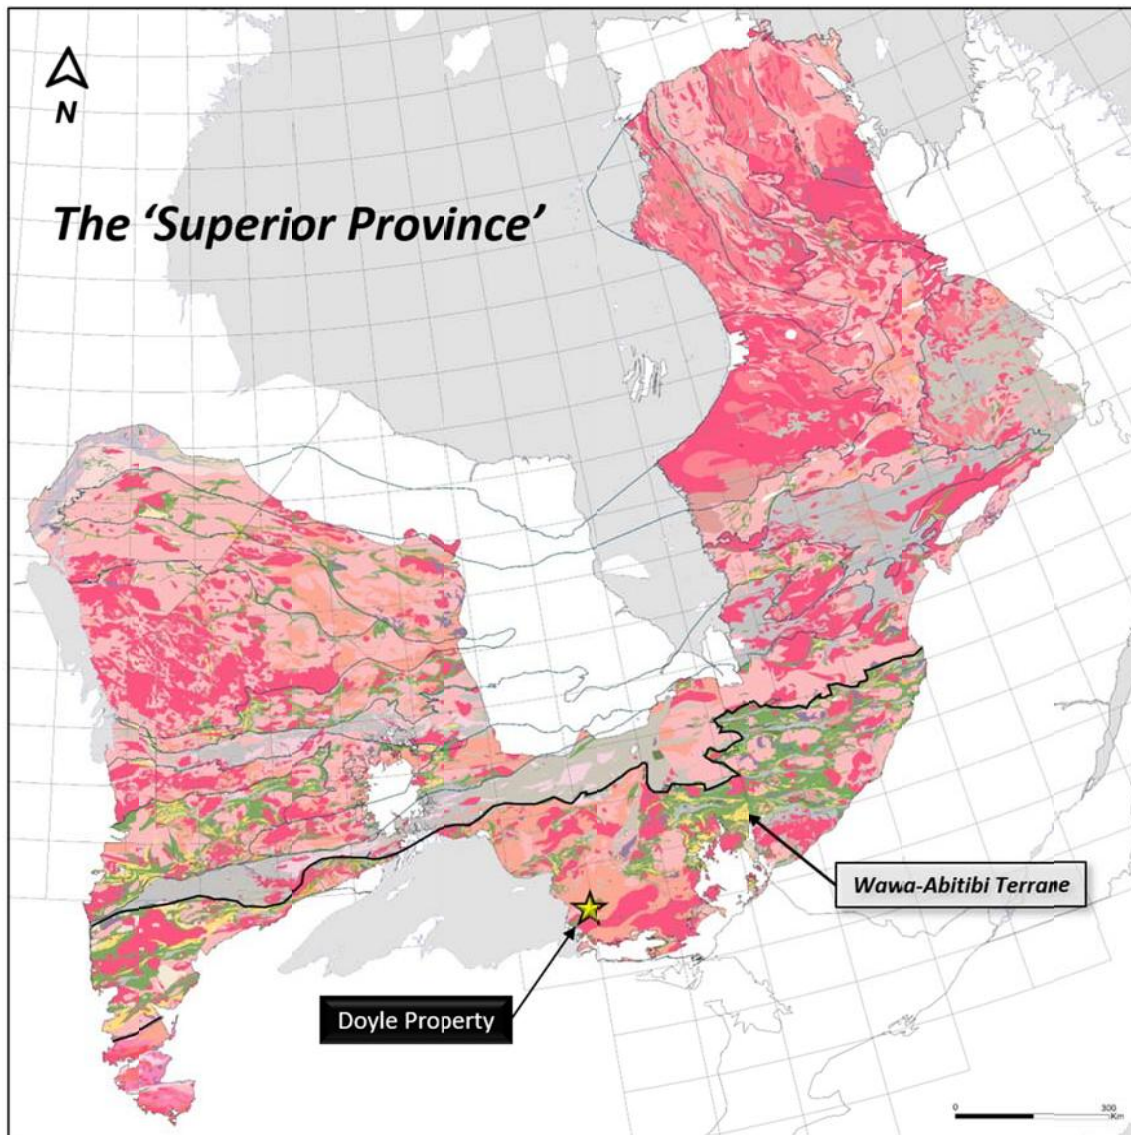 N
The 'Superior Province'
Wawa-Abitibi Terrane
Doyle Property
0 300
Km